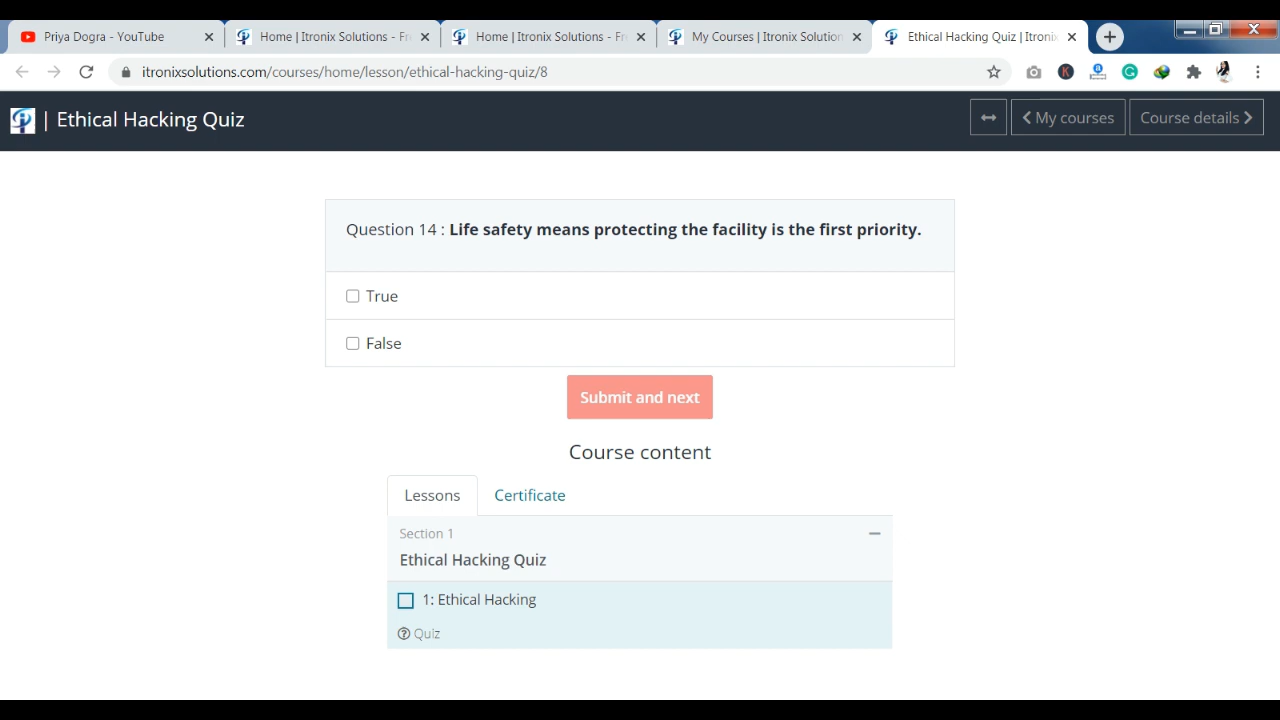 Priya Dogra - YouTube
Home | Itronix Solutions - Fr
Home | Itronix Solutions - Fr
My Courses | Itronix Solution
Ethical Hacking Quiz | Itronix
itronixsolutions.com/courses/home/lesson/ethical-hacking-quiz/8
| Ethical Hacking Quiz
My courses
Course details
Question 14 : Life safety means protecting the facility is the first priority.
True
False
Submit and next
Course content
Lessons
Certificate
Section 1
Ethical Hacking Quiz
1: Ethical Hacking
Quiz